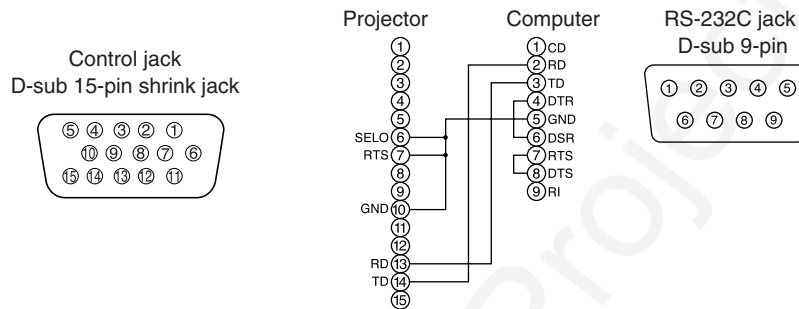 Control jack
D-sub 15-pin shrink jack
5 4 3 2 1
10 9 8 7 6
15 14 13 12 11
Projector
1
2
3
4
5
SELO 6
RTS 7
8
9
GND 10
11
12
RD 13
TD 14
15
Computer
1 CD
2 RD
3 TD
4 DTR
5 GND
6 DSR
7 RTS
8 DTS
9 RI
RS-232C jack
D-sub 9-pin
1 2 3 4 5
6 7 8 9
Project